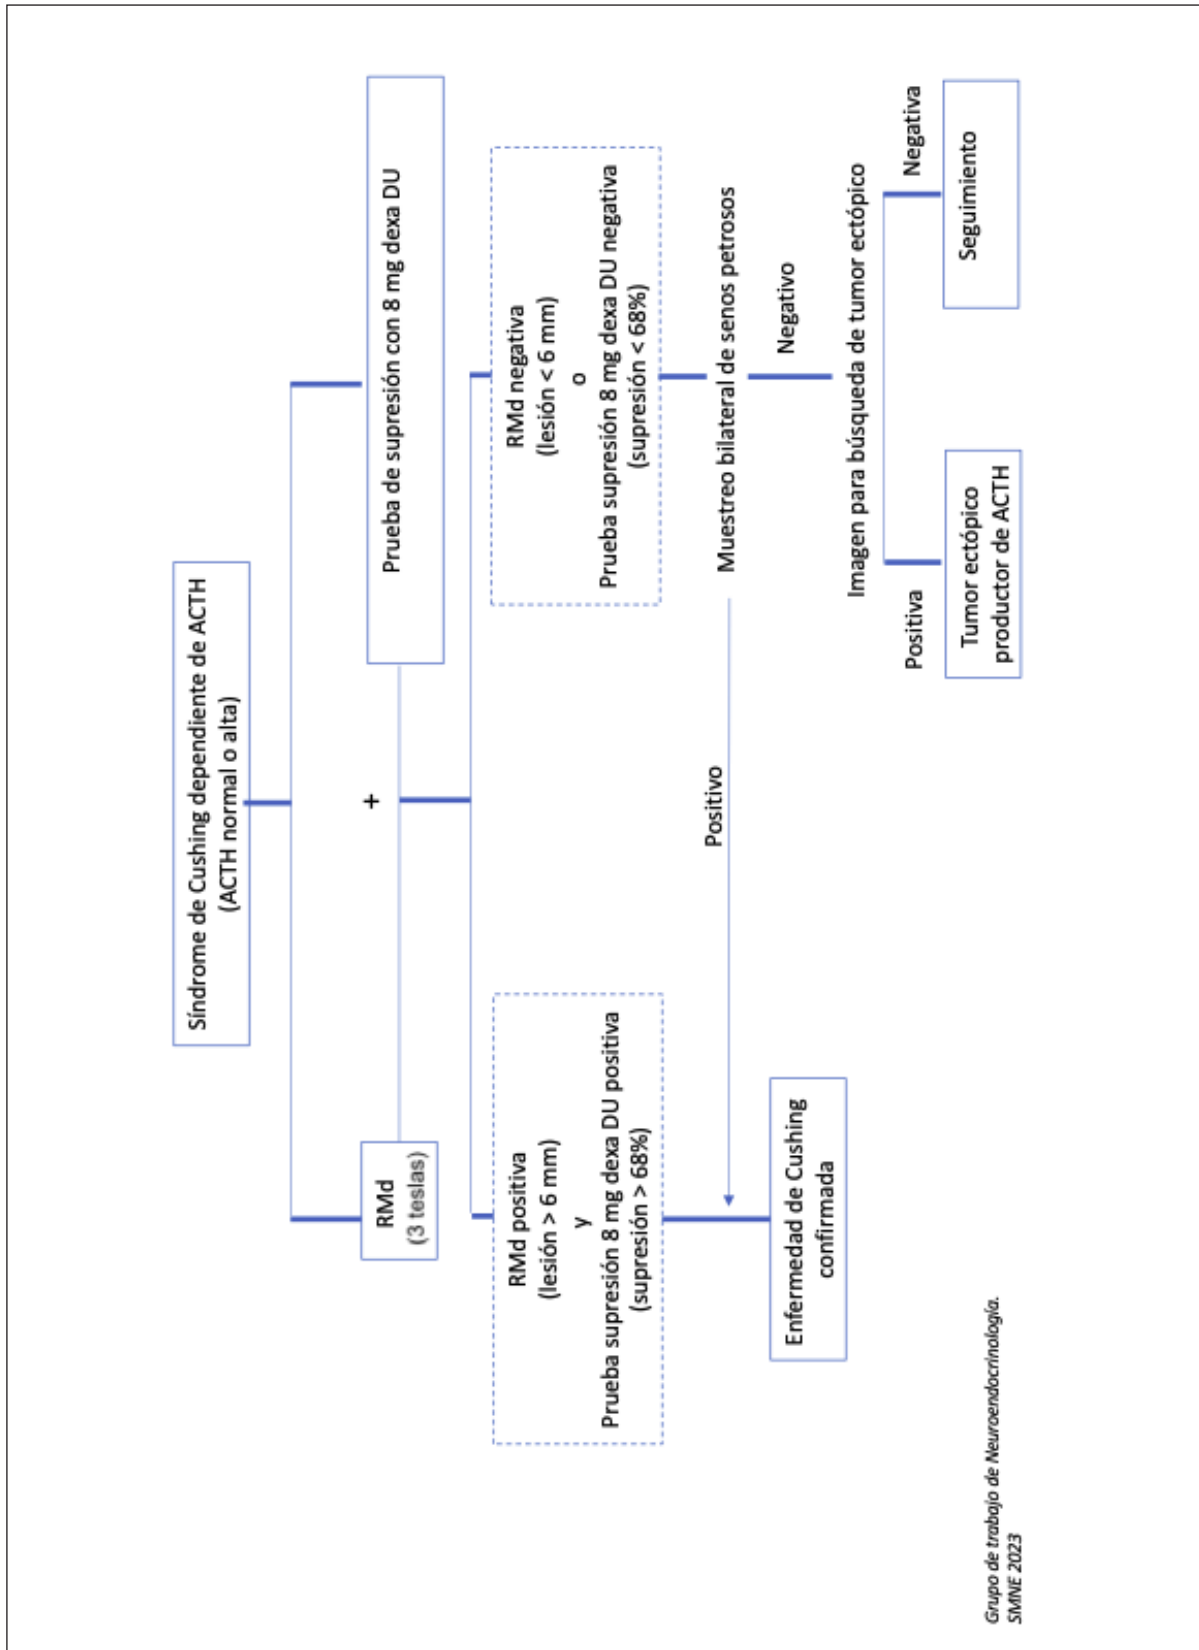 Síndrome de Cushing dependiente de ACTH
(ACTH normal o alta)
RMd
(3 teslas)
+
Prueba de supresión con 8 mg dexa DU
RMd positiva
(lesión > 6 mm)
y
Prueba supresión 8 mg dexa DU positiva
(supresión > 68%)
RMd negativa
(lesión < 6 mm)
o
Prueba supresión 8 mg dexa DU negativa
(supresión < 68%)
Positivo
Muestreo bilateral de senos petrosos
Negativo
Enfermedad de Cushing
confirmada
Imagen para búsqueda de tumor ectópico
Positiva
Negativa
Tumor ectópico
productor de ACTH
Seguimiento
Grupo de trabajo de Neuroendocrinología.
SMNE 2023